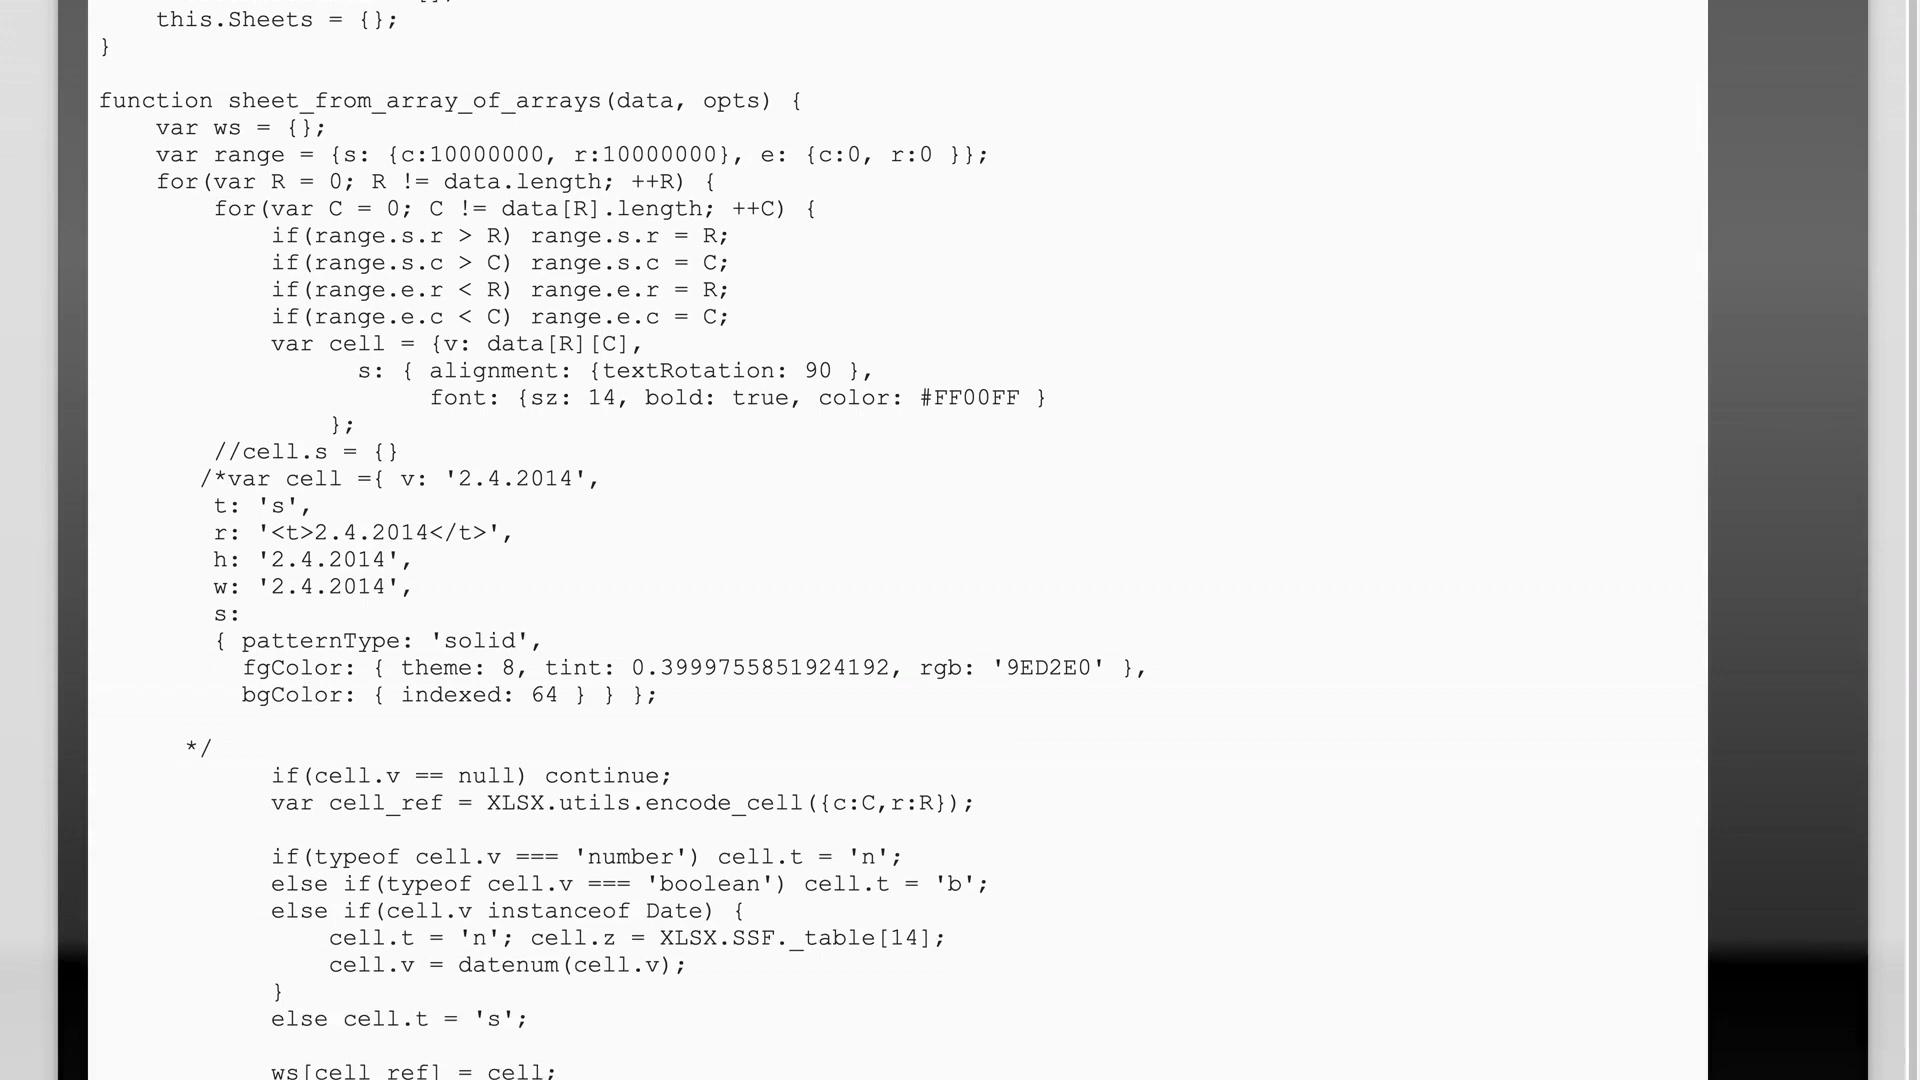 this.Sheets = {};
}
function sheet_from_array_of_arrays(data, opts) {
var ws = {};
var range = {s: {c:10000000, r:10000000}, e: {c:0, r:0 }};
for(var R = 0; R != data.length; ++R) {
for(var C = 0; C != data[R].length; ++C) {
if(range.s.r > R) range.s.r = R;
if(range.s.c > C) range.s.c = C;
if(range.e.r < R) range.e.r = R;
if(range.e.c < C) range.e.c = C;
var cell = {v: data[R][C],
s: { alignment: {textRotation: 90 },
font: {sz: 14, bold: true, color: #FF00FF }
};
//cell.s = {}
/*var cell ={ v: '2.4.2014',
t: 's',
r: '<t>2.4.2014</t>',
h: '2.4.2014',
w: '2.4.2014',
s:
{ patternType: 'solid',
fgColor: { theme: 8, tint: 0.3999755851924192, rgb: '9ED2E0' },
bgColor: { indexed: 64 } } };
*/
if(cell.v == null) continue;
var cell_ref = XLSX.utils.encode_cell({c:C,r:R});
if(typeof cell.v === 'number') cell.t = 'n';
else if(typeof cell.v === 'boolean') cell.t = 'b';
else if(cell.v instanceof Date) {
cell.t = 'n'; cell.z = XLSX.SSF._table[14];
cell.v = datenum(cell.v);
}
else cell.t = 's';
ws[cell_ref] = cell;